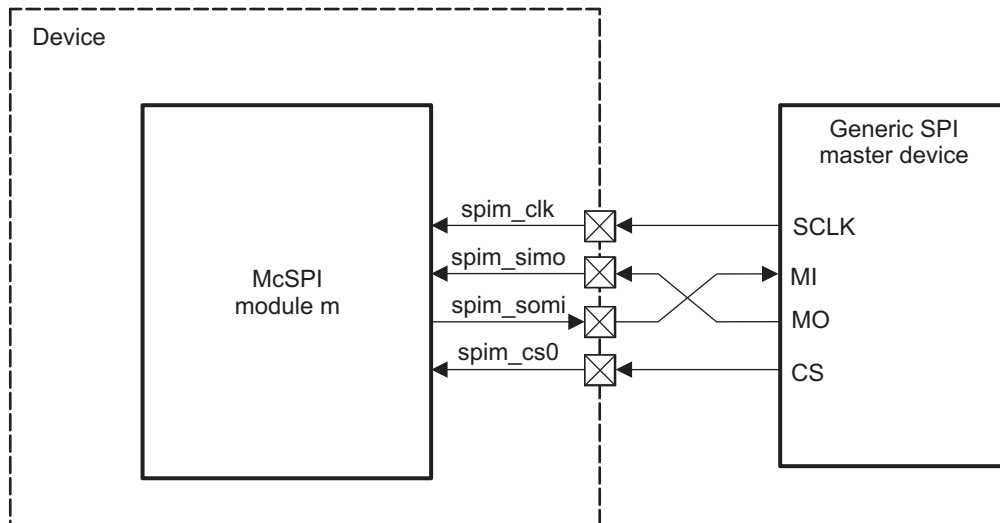 Device
Generic SPI
master device
spim_clk
SCLK
spim_simo
MI
McSPI
module m
spim_somi
MO
spim_cs0
CS